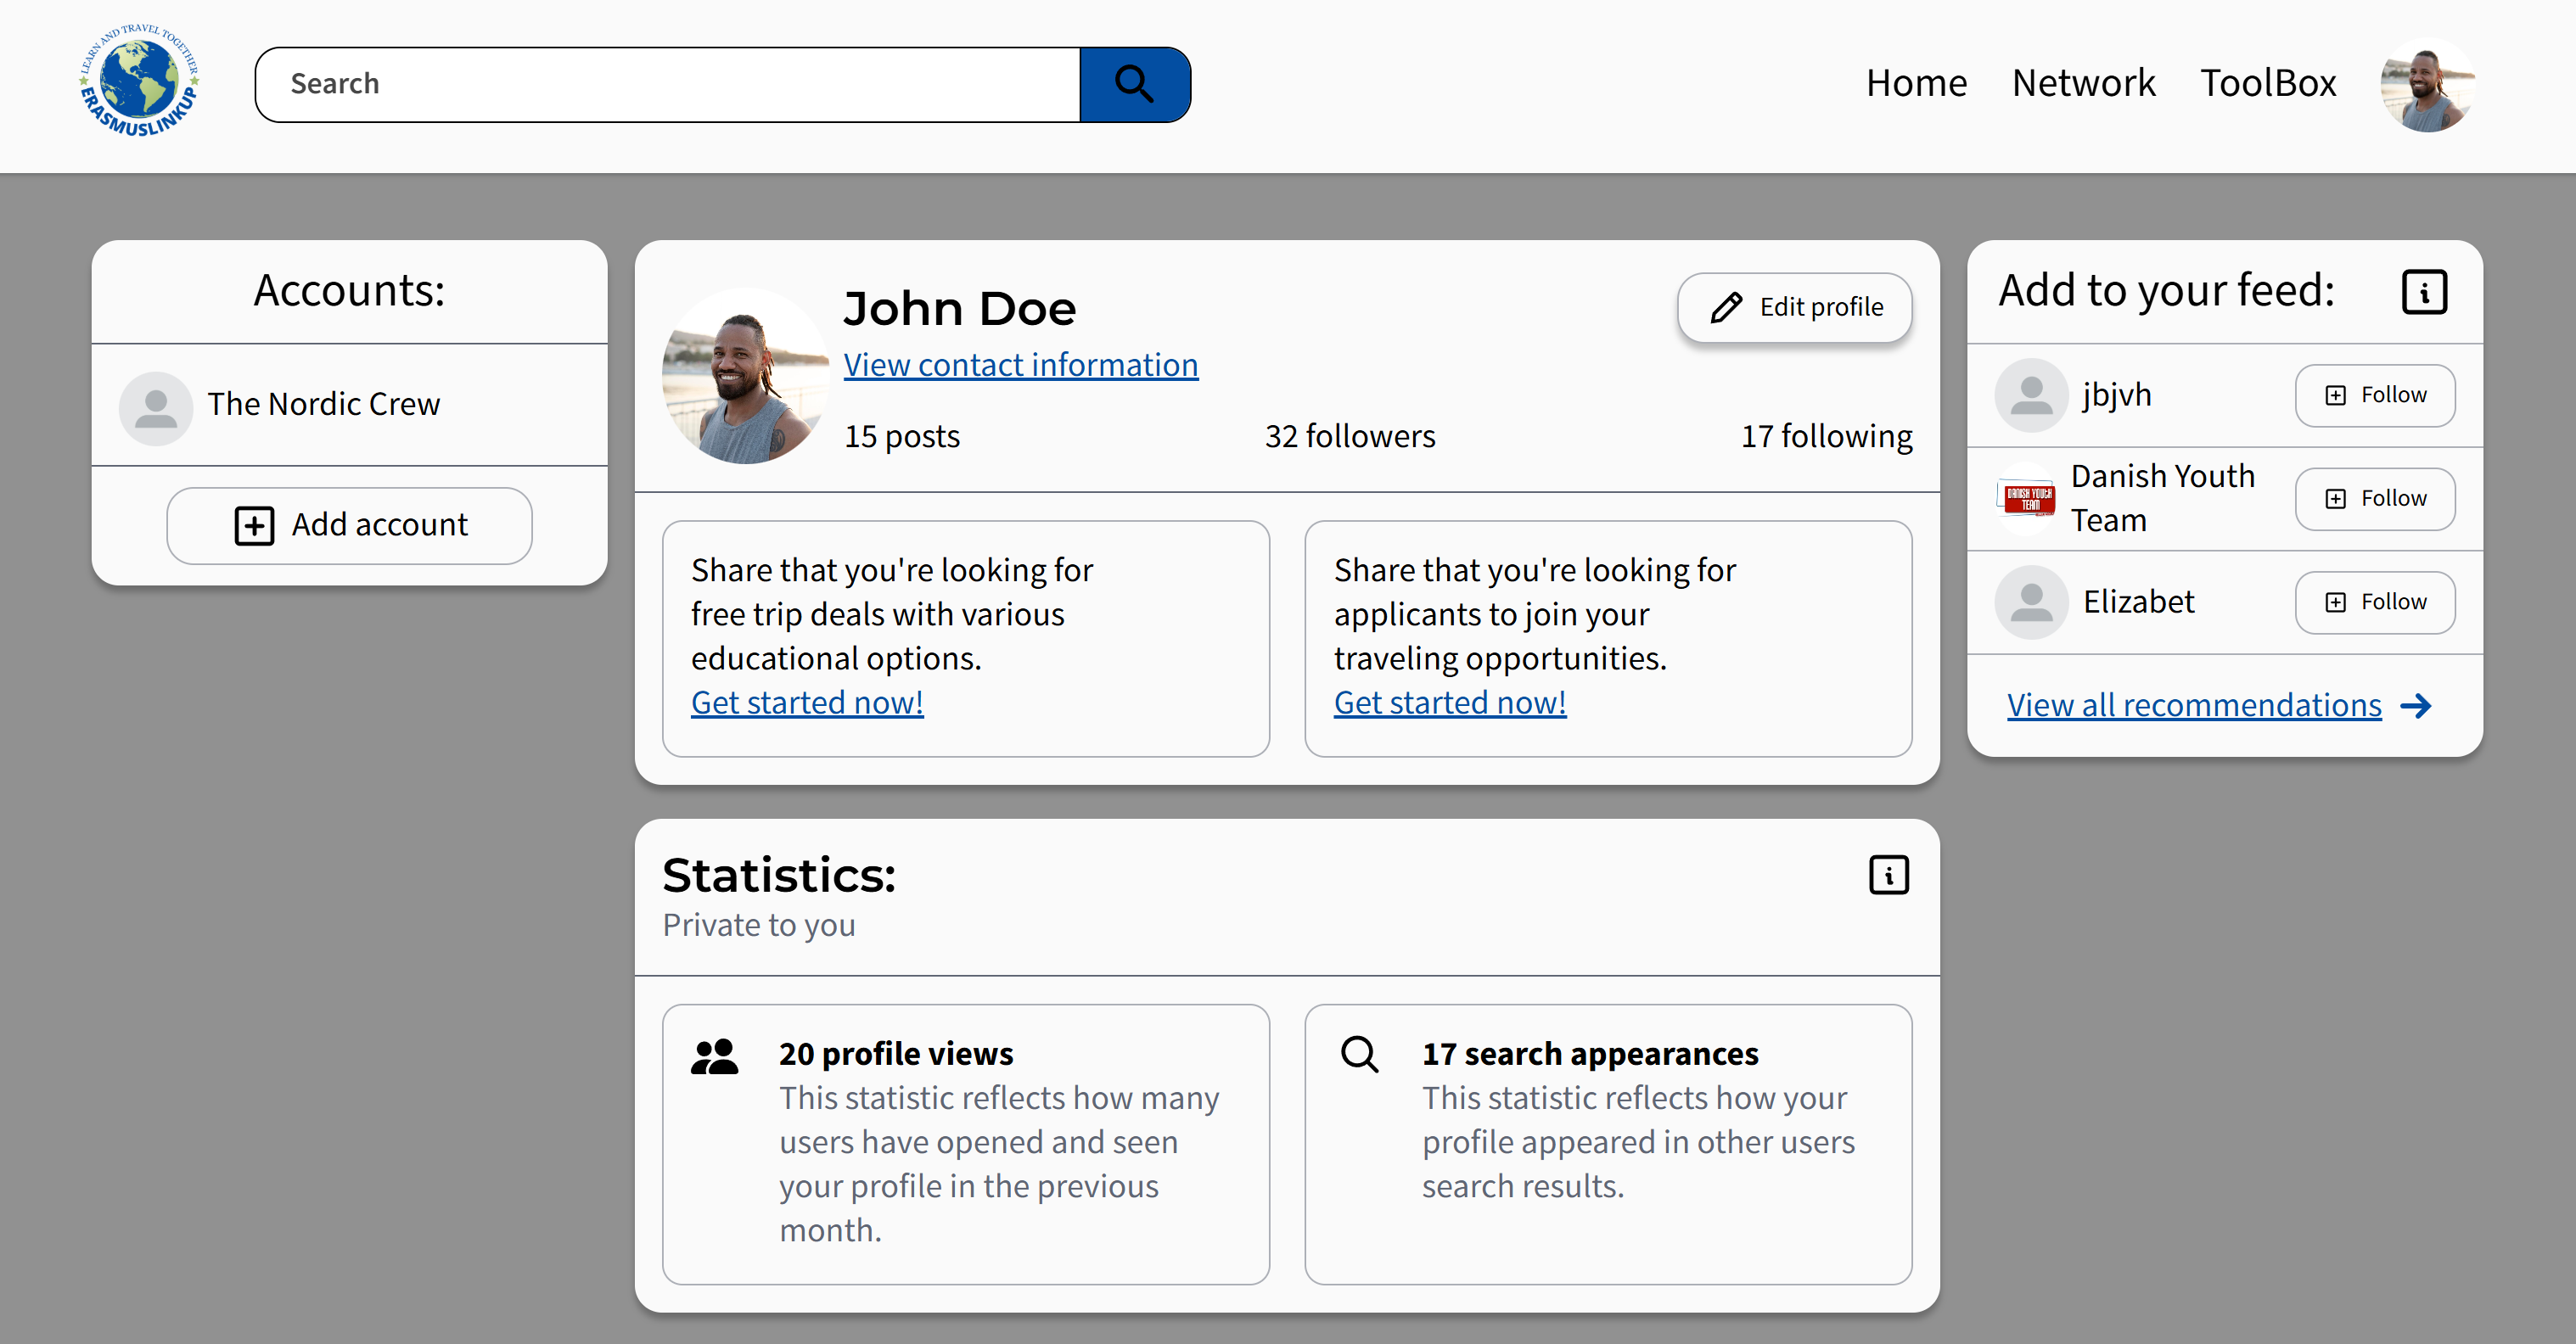 LEARN AND TRAVEL TOGETHER
ERASMUSLINKUP
Search
Home
Network
ToolBox
Accounts:
The Nordic Crew
Add account
John Doe
Edit profile
View contact information
15 posts
32 followers
17 following
Share that you're looking for
free trip deals with various
educational options.
Get started now!
Share that you're looking for
applicants to join your
traveling opportunities.
Get started now!
Statistics:
Private to you
20 profile views
This statistic reflects how many
users have opened and seen
your profile in the previous
month.
17 search appearances
This statistic reflects how your
profile appeared in other users
search results.
Add to your feed:
jbjvh
Follow
DANISH YOUTH
TEAM
Danish Youth
Team
Follow
Elizabet
Follow
View all recommendations